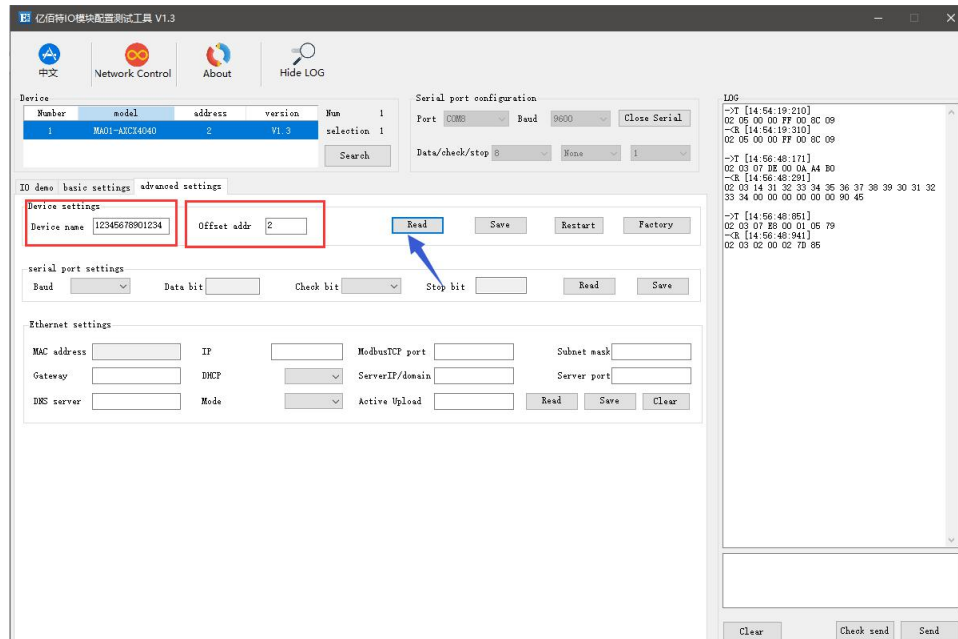 亿佰特IO模块配置测试工具 V1.3
中文
Network Control
About
Hide LOG
Device
Number model address version
1 MA01-AXCX4040 2 V1.3
Num 1
selection 1
Search
Serial port configuration
Port COM8 Baud 9600 Close Serial
Data/check/stop 8 None 1
IO demo basic settings advanced settings
Device settings
Device name 12345678901234 Offset addr 2 Read Save Restart Factory
serial port settings
Baud Data bit Check bit Stop bit Read Save
Ethernet settings
MAC address IP ModbusTCP port Subnet mask
Gateway DHCP ServerIP/domain Server port
DNS server Mode Active Upload Read Save Clear
LOG
->T [14:54:19:210]
02 05 00 00 FF 00 8C 09
-<R [14:54:19:310]
02 05 00 00 FF 00 8C 09
->T [14:56:48:171]
02 03 07 DE 00 0A A4 B0
-<R [14:56:48:291]
02 03 14 31 32 33 34 35 36 37 38 39 30 31 32
33 34 00 00 00 00 00 00 90 45
->T [14:56:48:851]
02 03 07 E8 00 01 05 79
-<R [14:56:48:941]
02 03 02 00 02 7D 85
Clear Check send Send